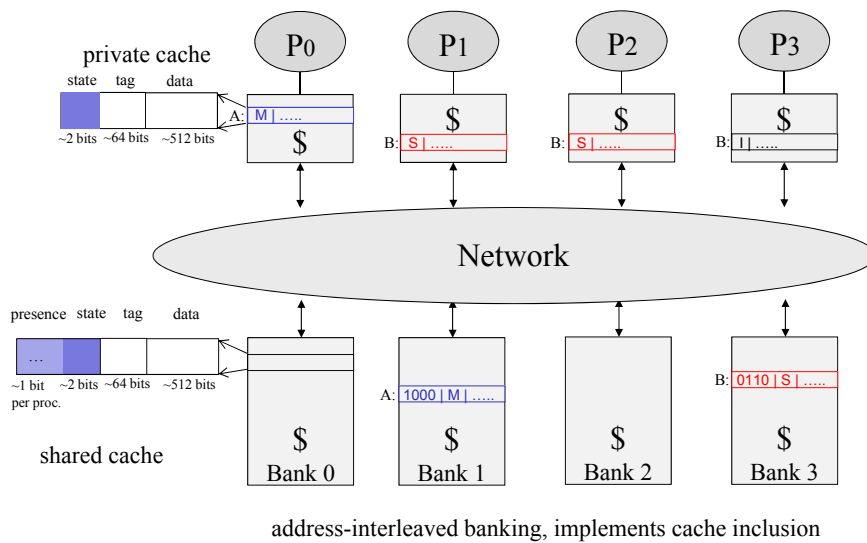 private cache
P0 P1 P2 P3
state tag data
A: M | .....
$ $ $ $
~2 bits ~64 bits ~512 bits
B: S | .....
B: S | .....
B: I | .....
Network
presence state tag data
...
~1 bit per proc.
~2 bits ~64 bits ~512 bits
A: 1000 | M | .....
B: 0110 | S | .....
shared cache
$ $ $ $
Bank 0 Bank 1 Bank 2 Bank 3
address-interleaved banking, implements cache inclusion